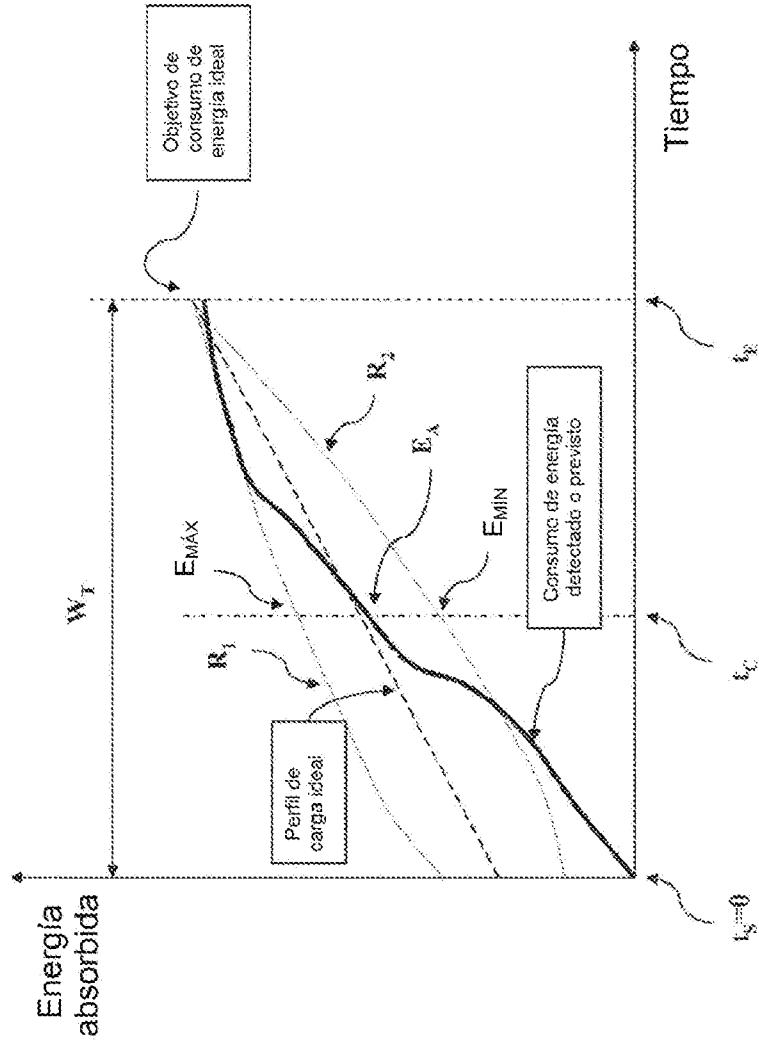 Energía
absorbida
W_T
Objetivo de
consumo de
energía ideal
E_MÁX
R_1
Perfil de
carga ideal
R_2
E_A
E_MÍN
Consumo de energía
detectado o previsto
Tiempo
t_S=0
t_C
t_E